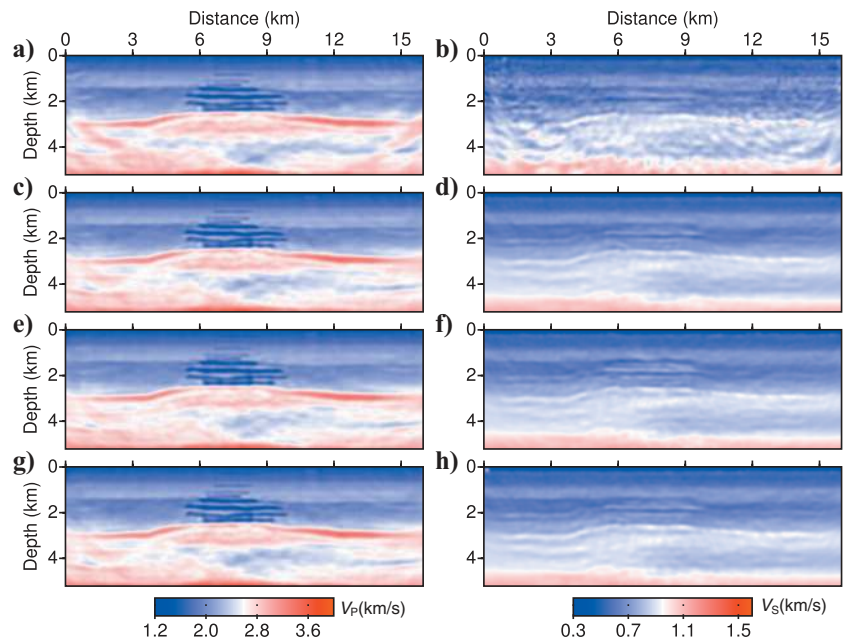 Distance (km)
Distance (km)
0 3 6 9 12 15
0 3 6 9 12 15
a)
b)
0
2
4
Depth (km)
0
2
4
c)
d)
0
2
4
Depth (km)
0
2
4
e)
f)
0
2
4
Depth (km)
0
2
4
g)
h)
0
2
4
Depth (km)
0
2
4
VP(km/s)
1.2 2.0 2.8 3.6
VS(km/s)
0.3 0.7 1.1 1.5